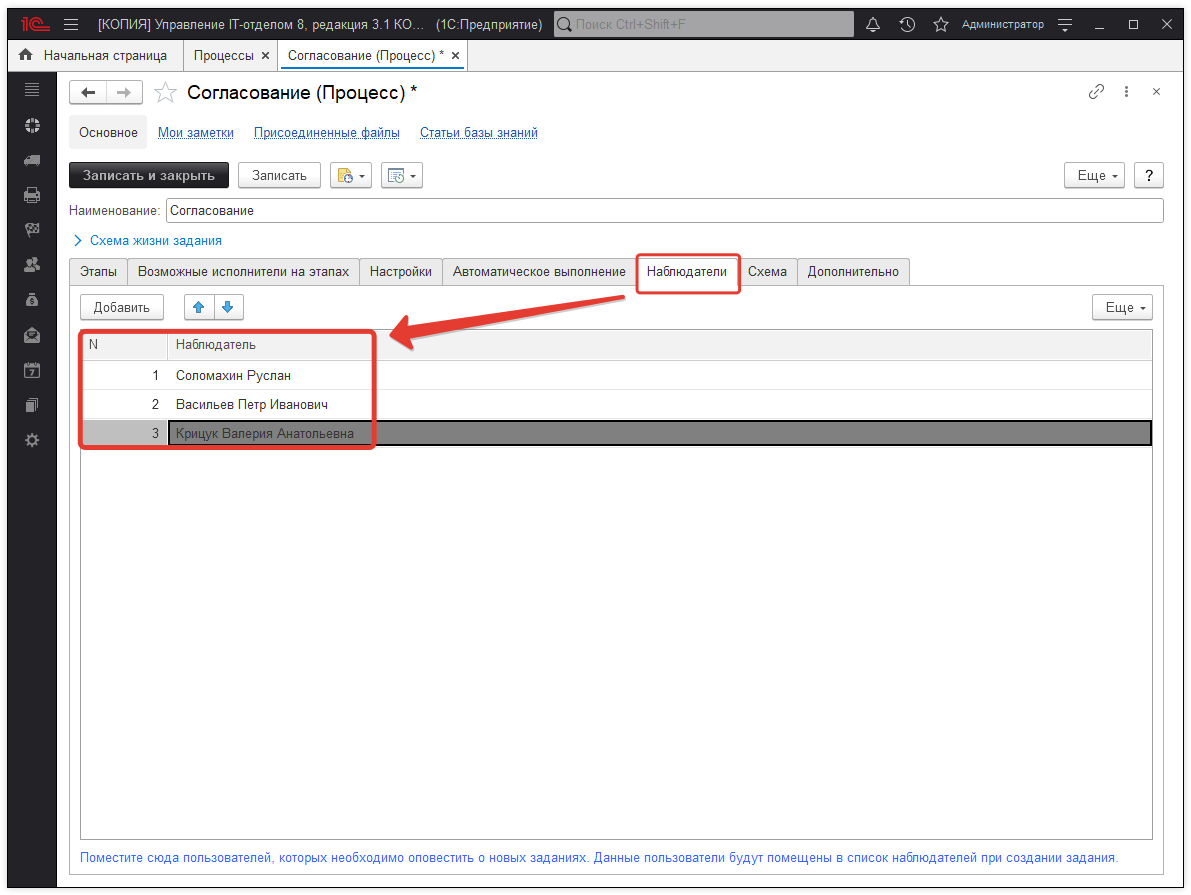 1С [КОПИЯ] Управление IT-отделом 8, редакция 3.1 КО... (1С:Предприятие) Поиск Ctrl+Shift+F Администратор
Начальная страница Процессы × Согласование (Процесс) * ×
Согласование (Процесс) *
Основное Мои заметки Присоединенные файлы Статьи базы знаний
Записать и закрыть Записать Еще ?
Наименование: Согласование
Схема жизни задания
Этапы Возможные исполнители на этапах Настройки Автоматическое выполнение Наблюдатели Схема Дополнительно
Добавить Еще
N Наблюдатель
1 Соломахин Руслан
2 Васильев Петр Иванович
3 Крицук Валерия Анатольевна
7
Поместите сюда пользователей, которых необходимо оповестить о новых заданиях. Данные пользователи будут помещены в список наблюдателей при создании задания.